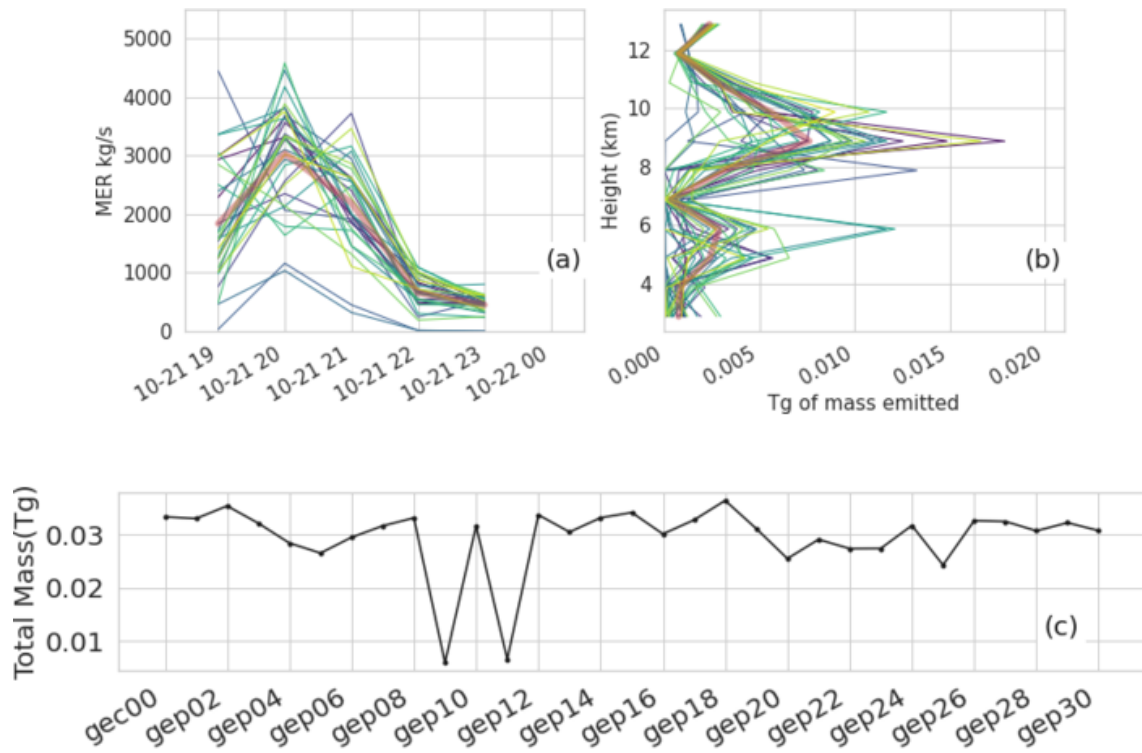 5000
4000
3000
2000
1000
0
MER kg/s
(a)
10-21 19
10-21 20
10-21 21
10-21 22
10-21 23
10-22 00
12
10
8
6
4
Height (km)
(b)
0.000
0.005
0.010
0.015
0.020
Tg of mass emitted
Total Mass(Tg)
0.03
0.02
0.01
(c)
gec00
gep02
gep04
gep06
gep08
gep10
gep12
gep14
gep16
gep18
gep20
gep22
gep24
gep26
gep28
gep30